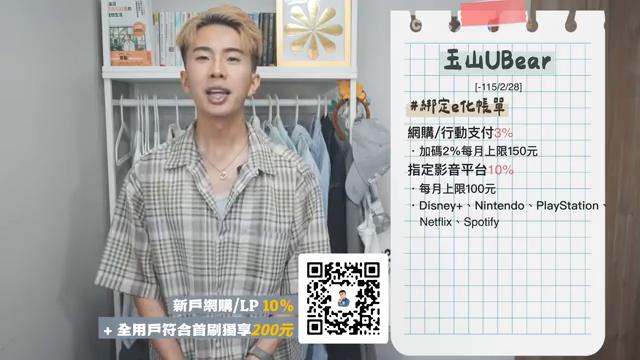 玉山UBear
[-115/2/28]
#綁定e化帳單
網購/行動支付3%
·加碼2%每月上限150元
指定影音平台10%
·每月上限100元
·Disney+、Nintendo、PlayStation、
Netflix、Spotify
新戶網購/LP 10%
+ 全用戶符合首刷獨享200元